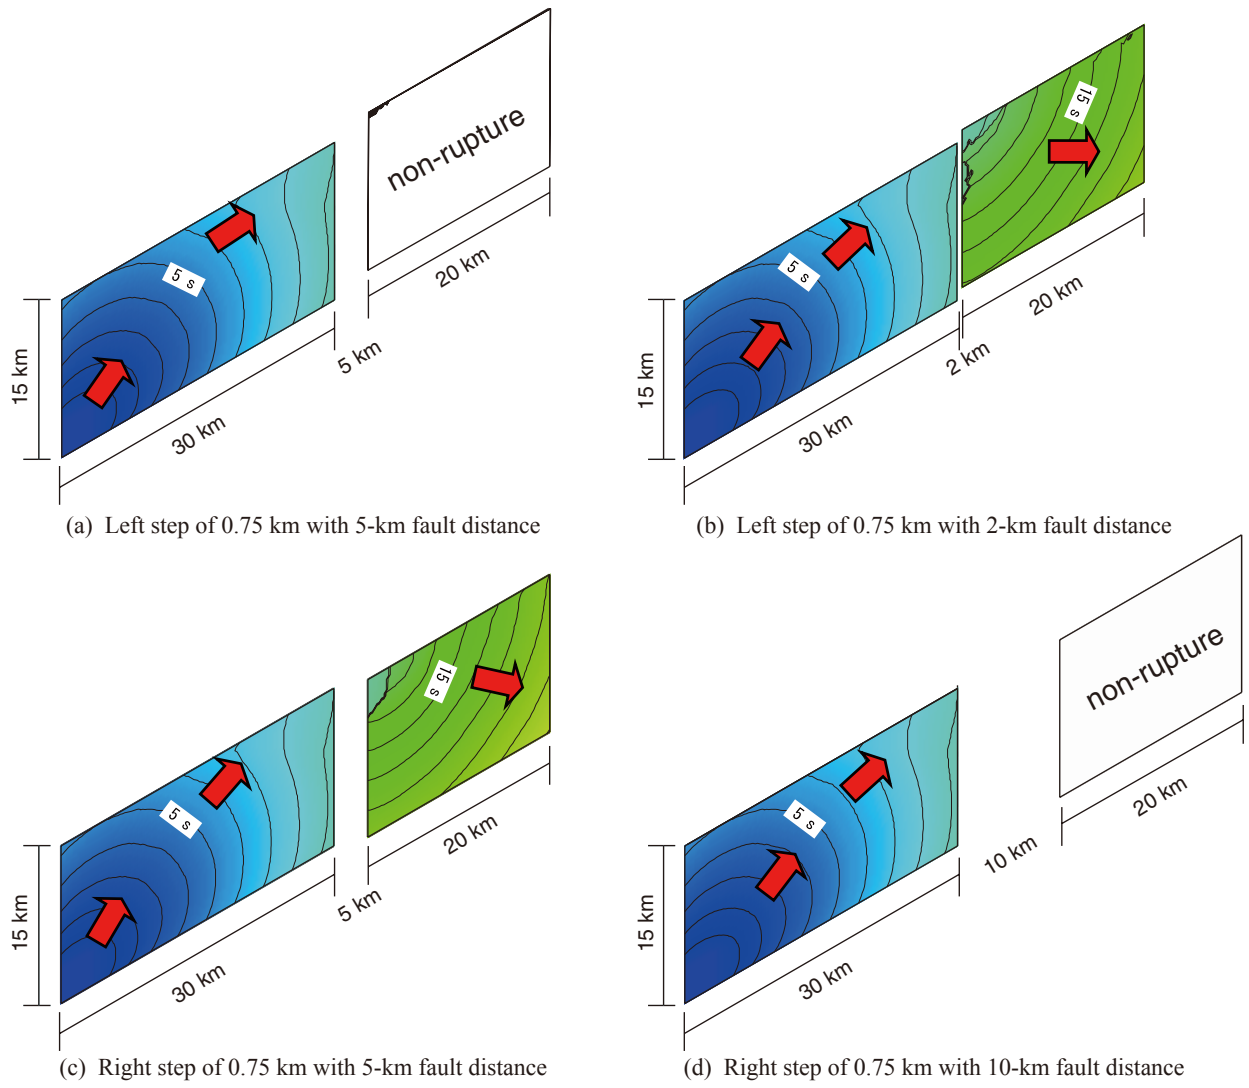 non-rupture
5 s
20 km
15 km
5 km
30 km
(a) Left step of 0.75 km with 5-km fault distance
15 s
5 s
20 km
15 km
2 km
30 km
(b) Left step of 0.75 km with 2-km fault distance
15 s
5 s
20 km
15 km
5 km
30 km
(c) Right step of 0.75 km with 5-km fault distance
non-rupture
5 s
20 km
10 km
15 km
30 km
(d) Right step of 0.75 km with 10-km fault distance